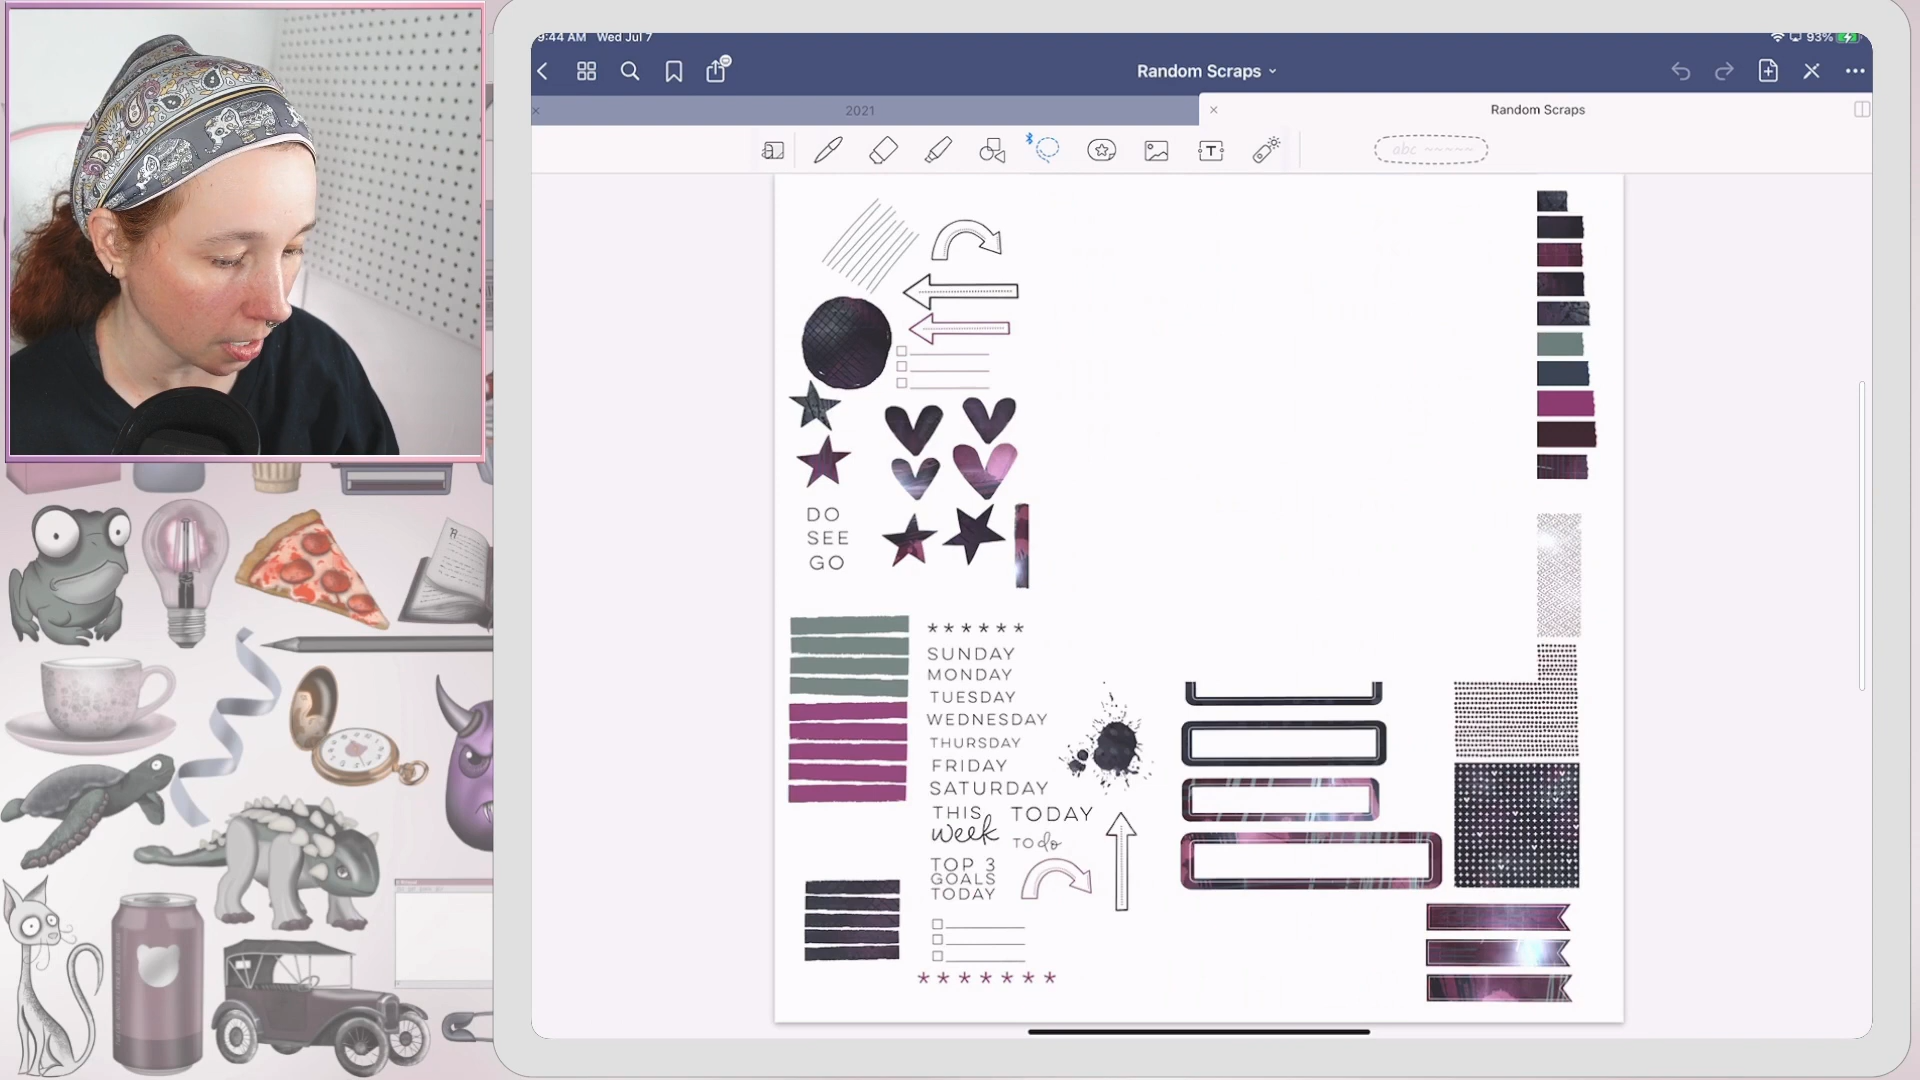 9:44 AM Wed Jul 7
93%
Random Scraps
2021
Random Scraps
abc
T
DO
SEE
GO
SUNDAY
MONDAY
TUESDAY
WEDNESDAY
THURSDAY
FRIDAY
SATURDAY
THIS
week
TODAY
TO do
TOP 3
GOALS
TODAY